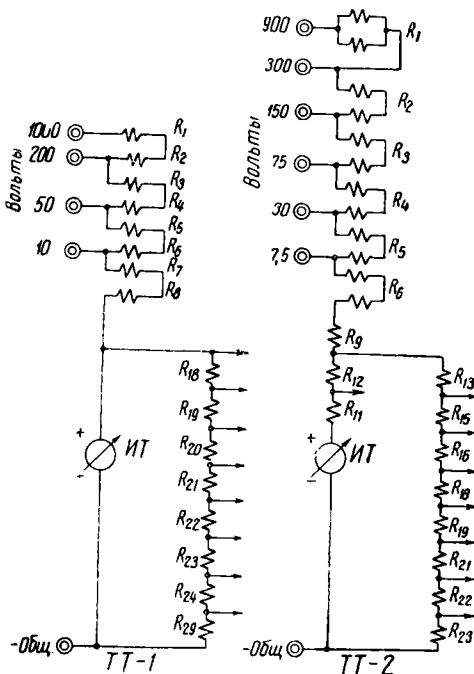 Вольты
1000
200
50
10
R1
R2
R3
R4
R5
R6
R7
R8
R18
R19
R20
R21
R22
R23
R24
R29
+
ИТ
-
-Общ.
ТТ-1
Вольты
900
300
150
75
30
7,5
R1
R2
R3
R4
R5
R6
R9
R12
R11
R13
R15
R16
R18
R19
R21
R22
R23
+
ИТ
-
-Общ
ТТ-2